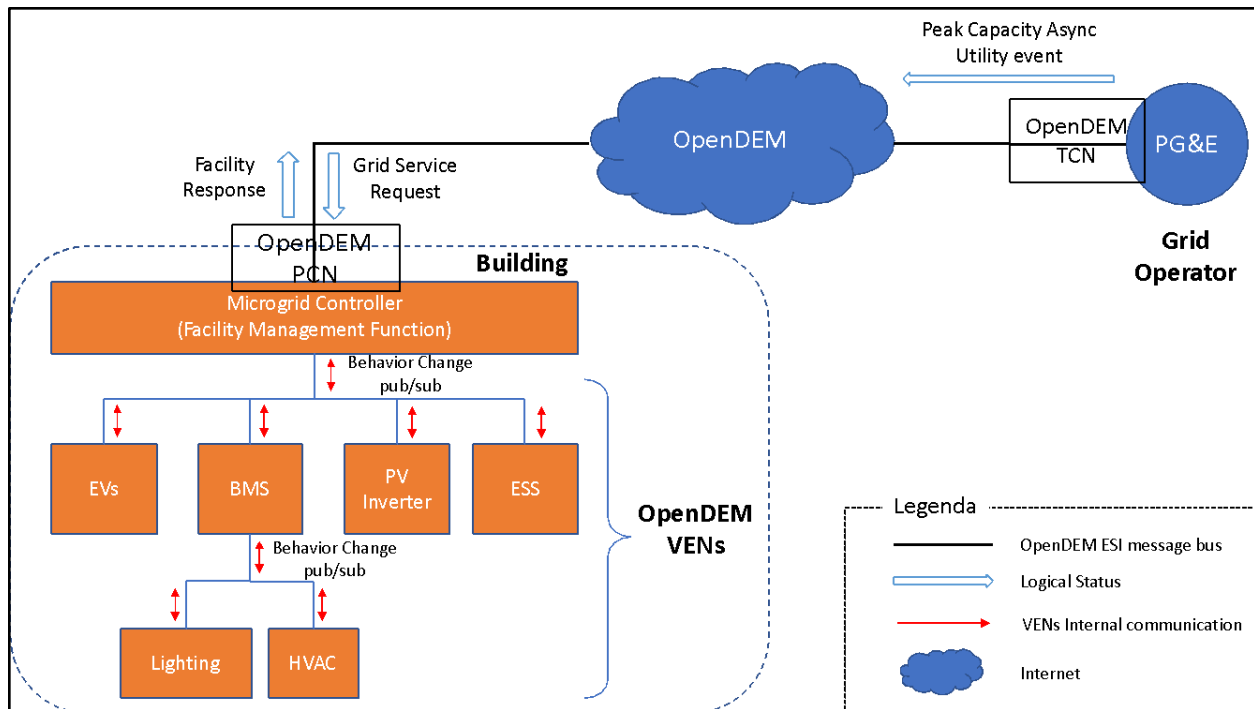 Peak Capacity Async
Utility event
OpenDEM
OpenDEM
TCN
PG&E
Grid
Operator
Facility
Response
Grid Service
Request
OpenDEM
PCN
Building
Microgrid Controller
(Facility Management Function)
Behavior Change
pub/sub
EVs
BMS
PV
Inverter
ESS
OpenDEM
VENs
Behavior Change
pub/sub
Lighting
HVAC
Legenda
OpenDEM ESI message bus
Logical Status
VENs Internal communication
Internet